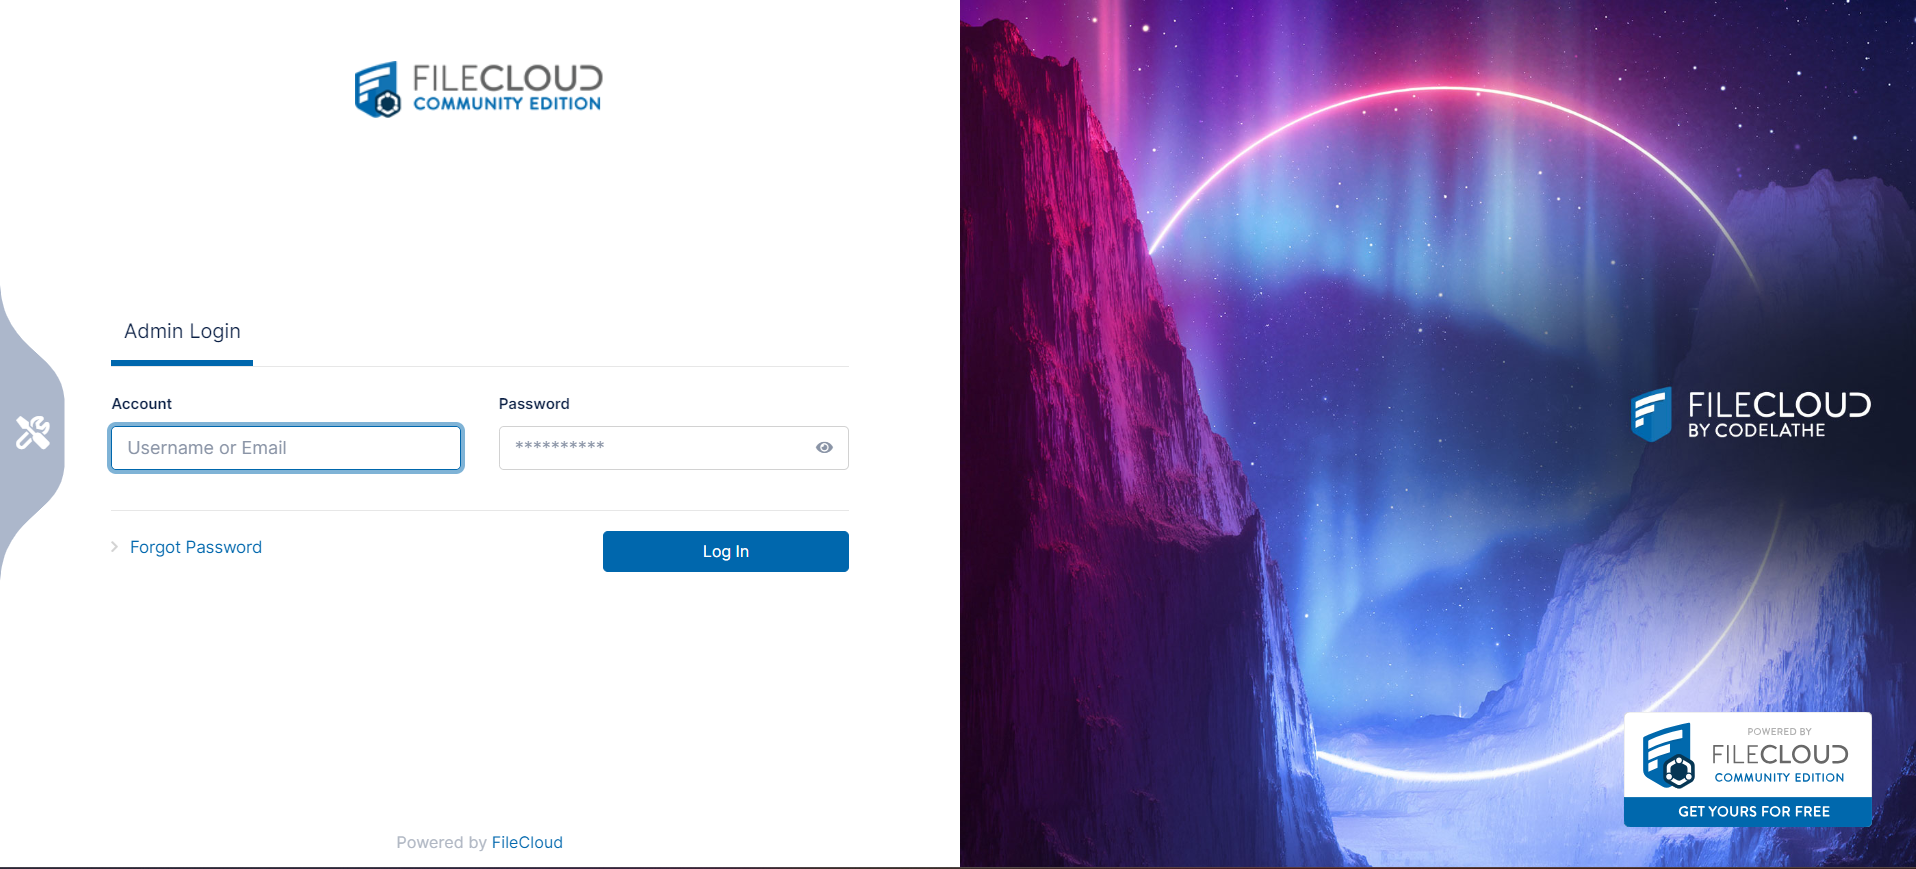 FILECLOUD
COMMUNITY EDITION
Admin Login
Account
Password
Username or Email
**********
Forgot Password
Log In
Powered by FileCloud
FILECLOUD
BY CODELATHE
POWERED BY
FILECLOUD
COMMUNITY EDITION
GET YOURS FOR FREE